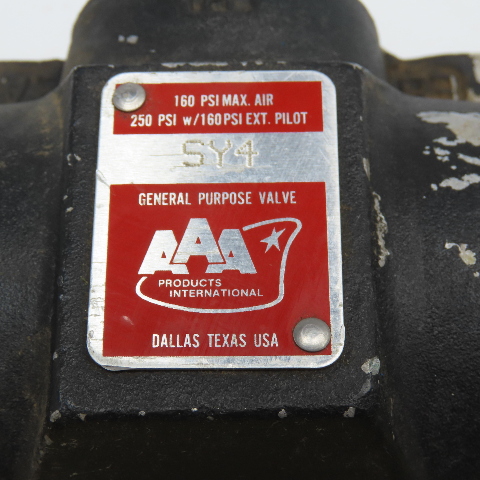 160 PSI MAX. AIR
250 PSI w/160 PSI EXT. PILOT
SY4
GENERAL PURPOSE VALVE
AAA
PRODUCTS
INTERNATIONAL
DALLAS TEXAS USA